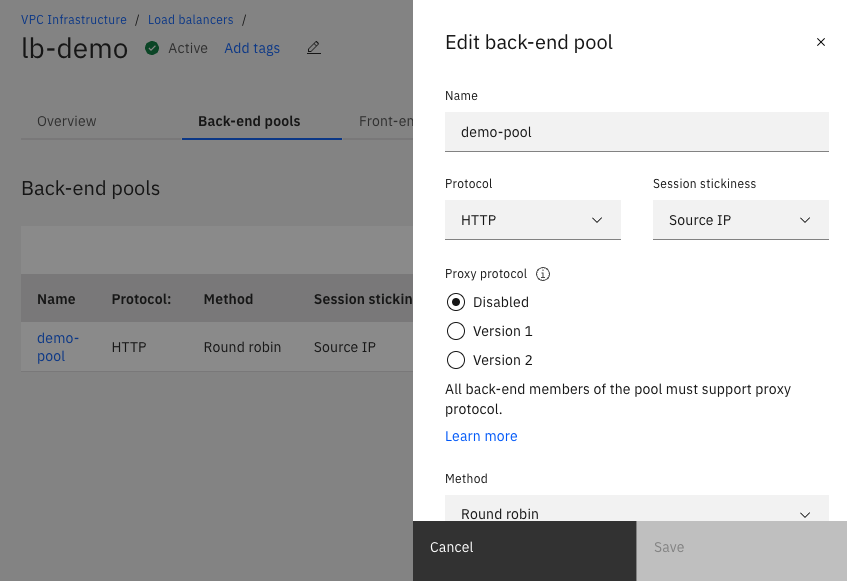 VPC Infrastructure / Load balancers /
lb-demo Active Add tags
Overview Back-end pools Front-en
Back-end pools
Name Protocol: Method Session stickin
demo-
pool HTTP Round robin Source IP
Edit back-end pool
Name
demo-pool
Protocol Session stickiness
HTTP Source IP
Proxy protocol
Disabled
Version 1
Version 2
All back-end members of the pool must support proxy
protocol.
Learn more
Method
Round robin
Cancel Save